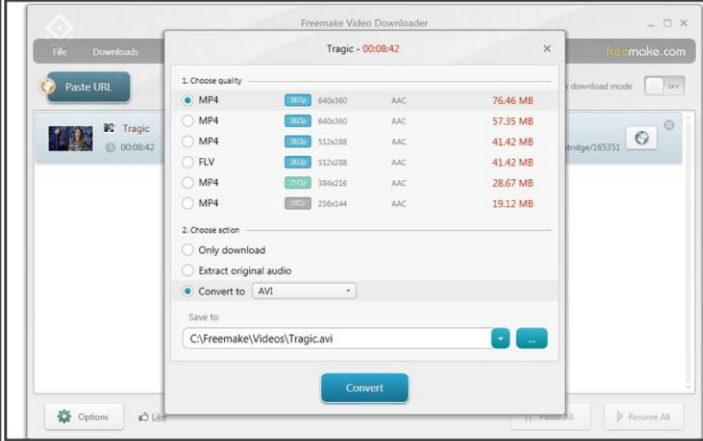 Freemake Video Downloader
File Downloads
freemake.com
Paste URL
download mode OFF
Tragic
00:08:42
tridge/165351
Tragic - 00:08:42
1. Choose quality
MP4 360p 640x360 AAC 76.46 MB
MP4 360p 640x360 AAC 57.35 MB
MP4 360p 512x288 AAC 41.42 MB
FLV 360p 512x288 AAC 41.42 MB
MP4 240p 384x216 AAC 28.67 MB
MP4 180p 256x144 AAC 19.12 MB
2. Choose action
Only download
Extract original audio
Convert to AVI
Save to
C:\Freemake\Videos\Tragic.avi
...
Convert
Options Like Pause All Resume All